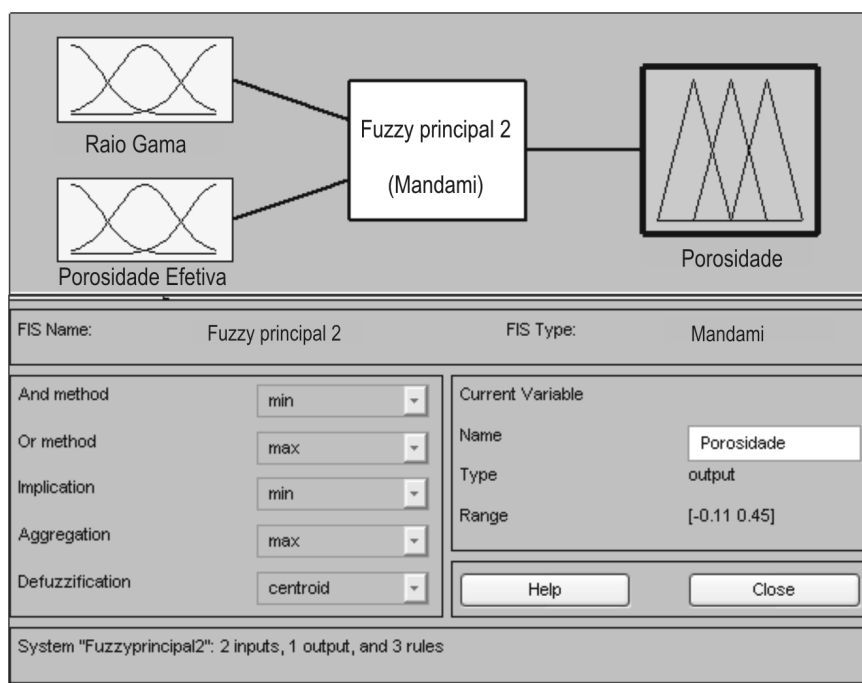 Raio Gama
Porosidade Efetiva
Fuzzy principal 2
(Mandami)
Porosidade
FIS Name: Fuzzy principal 2 FIS Type: Mandami
And method min
Or method max
Implication min
Aggregation max
Defuzzification centroid
Current Variable
Name Porosidade
Type output
Range [-0.11 0.45]
Help Close
System "Fuzzyprincipal2": 2 inputs, 1 output, and 3 rules